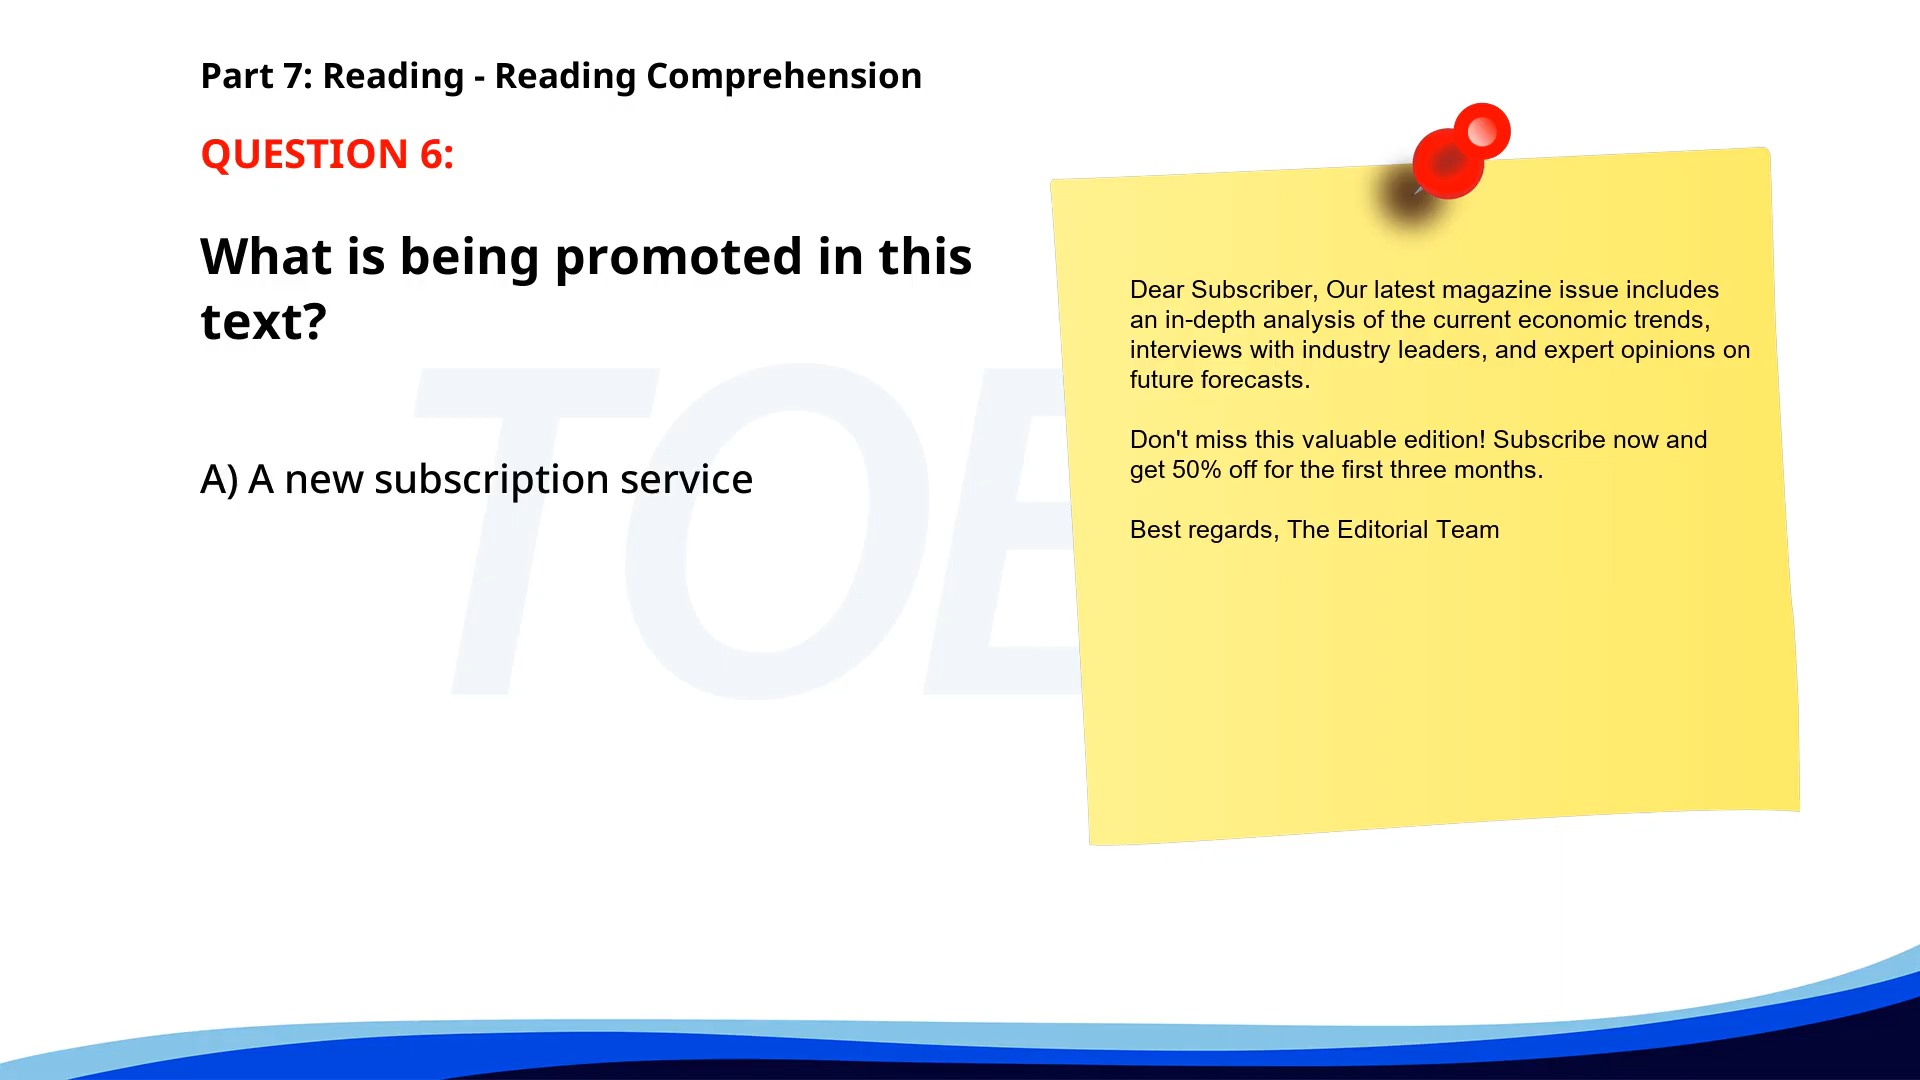 Part 7: Reading - Reading Comprehension
QUESTION 6:
What is being promoted in this
text?
A) A new subscription service
Dear Subscriber, Our latest magazine issue includes
an in-depth analysis of the current economic trends,
interviews with industry leaders, and expert opinions on
future forecasts.
Don't miss this valuable edition! Subscribe now and
get 50% off for the first three months.
Best regards, The Editorial Team